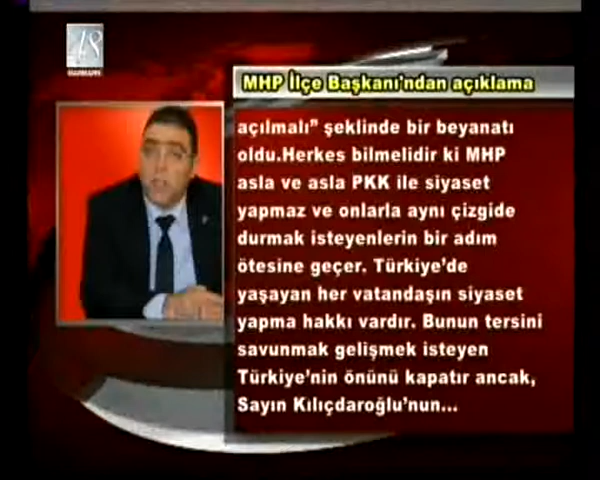 48
MHP İlçe Başkanı'ndan açıklama
açılmalı” şeklinde bir beyanatı
oldu.Herkes bilmelidir ki MHP
asla ve asla PKK ile siyaset
yapmaz ve onlarla aynı çizgide
durmak isteyenlerin bir adım
ötesine geçer. Türkiye'de
yaşayan her vatandaşın siyaset
yapma hakkı vardır. Bunun tersini
savunmak gelişmek isteyen
Türkiye'nin önünü kapatır ancak,
Sayın Kılıçdaroğlu'nun...